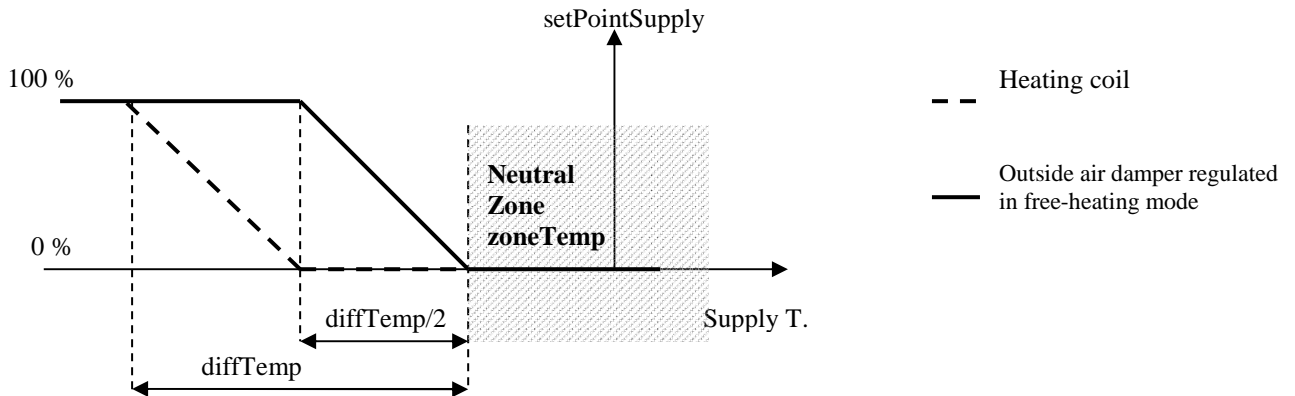 setPointSupply
100 %
Heating coil
Neutral
Zone
zoneTemp
Outside air damper regulated
in free-heating mode
0 %
diffTemp/2
Supply T.
diffTemp